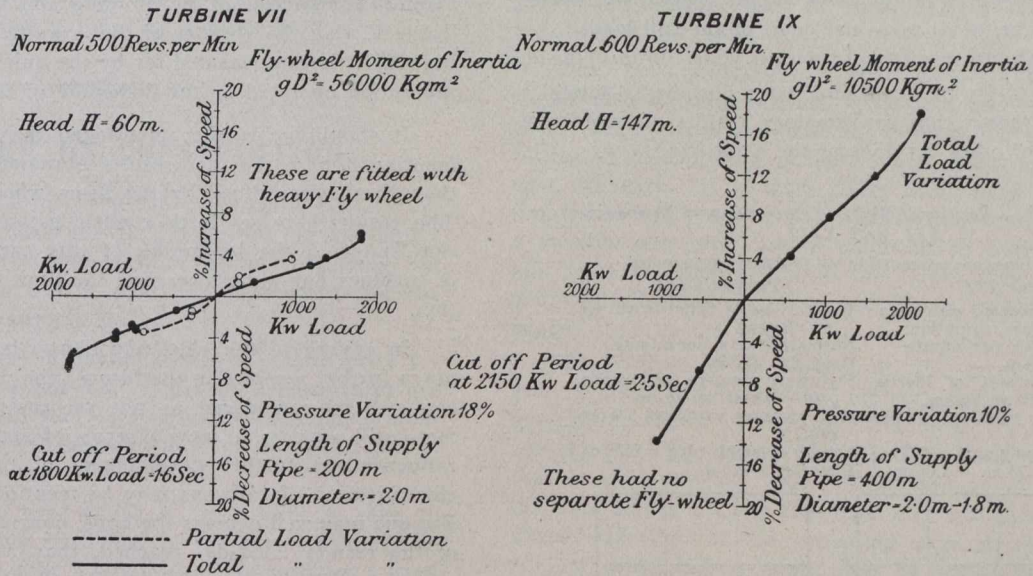 TURBINE VII
Normal 500 Revs. per Min
Fly-wheel Moment of Inertia
gD² = 56000 Kgm²
Head H = 60 m.
These are fitted with
heavy Fly wheel
% Increase of Speed
20
16
12
8
4
Kw. Load
2000 1000
1000 2000
Kw Load
4
8
12
16
20
% Decrease of Speed
Pressure Variation 18%
Cut off Period
at 1800 Kw. Load = 1·6 Sec
Length of Supply
Pipe = 200 m
Diameter = 2·0 m
Partial Load Variation
Total " "
TURBINE IX
Normal 600 Revs. per Min.
Fly wheel Moment of Inertia
gD² = 10500 Kgm²
Head H = 147 m.
Total
Load
Variation
% Increase of Speed
20
16
12
8
4
Kw Load
2000 1000
1000 2000
Kw Load
4
8
12
16
20
% Decrease of Speed
Cut off Period
at 2150 Kw Load = 2·5 Sec
Pressure Variation 10%
These had no
separate Fly-wheel
Length of Supply
Pipe = 400 m
Diameter = 2·0 m - 1·8 m.